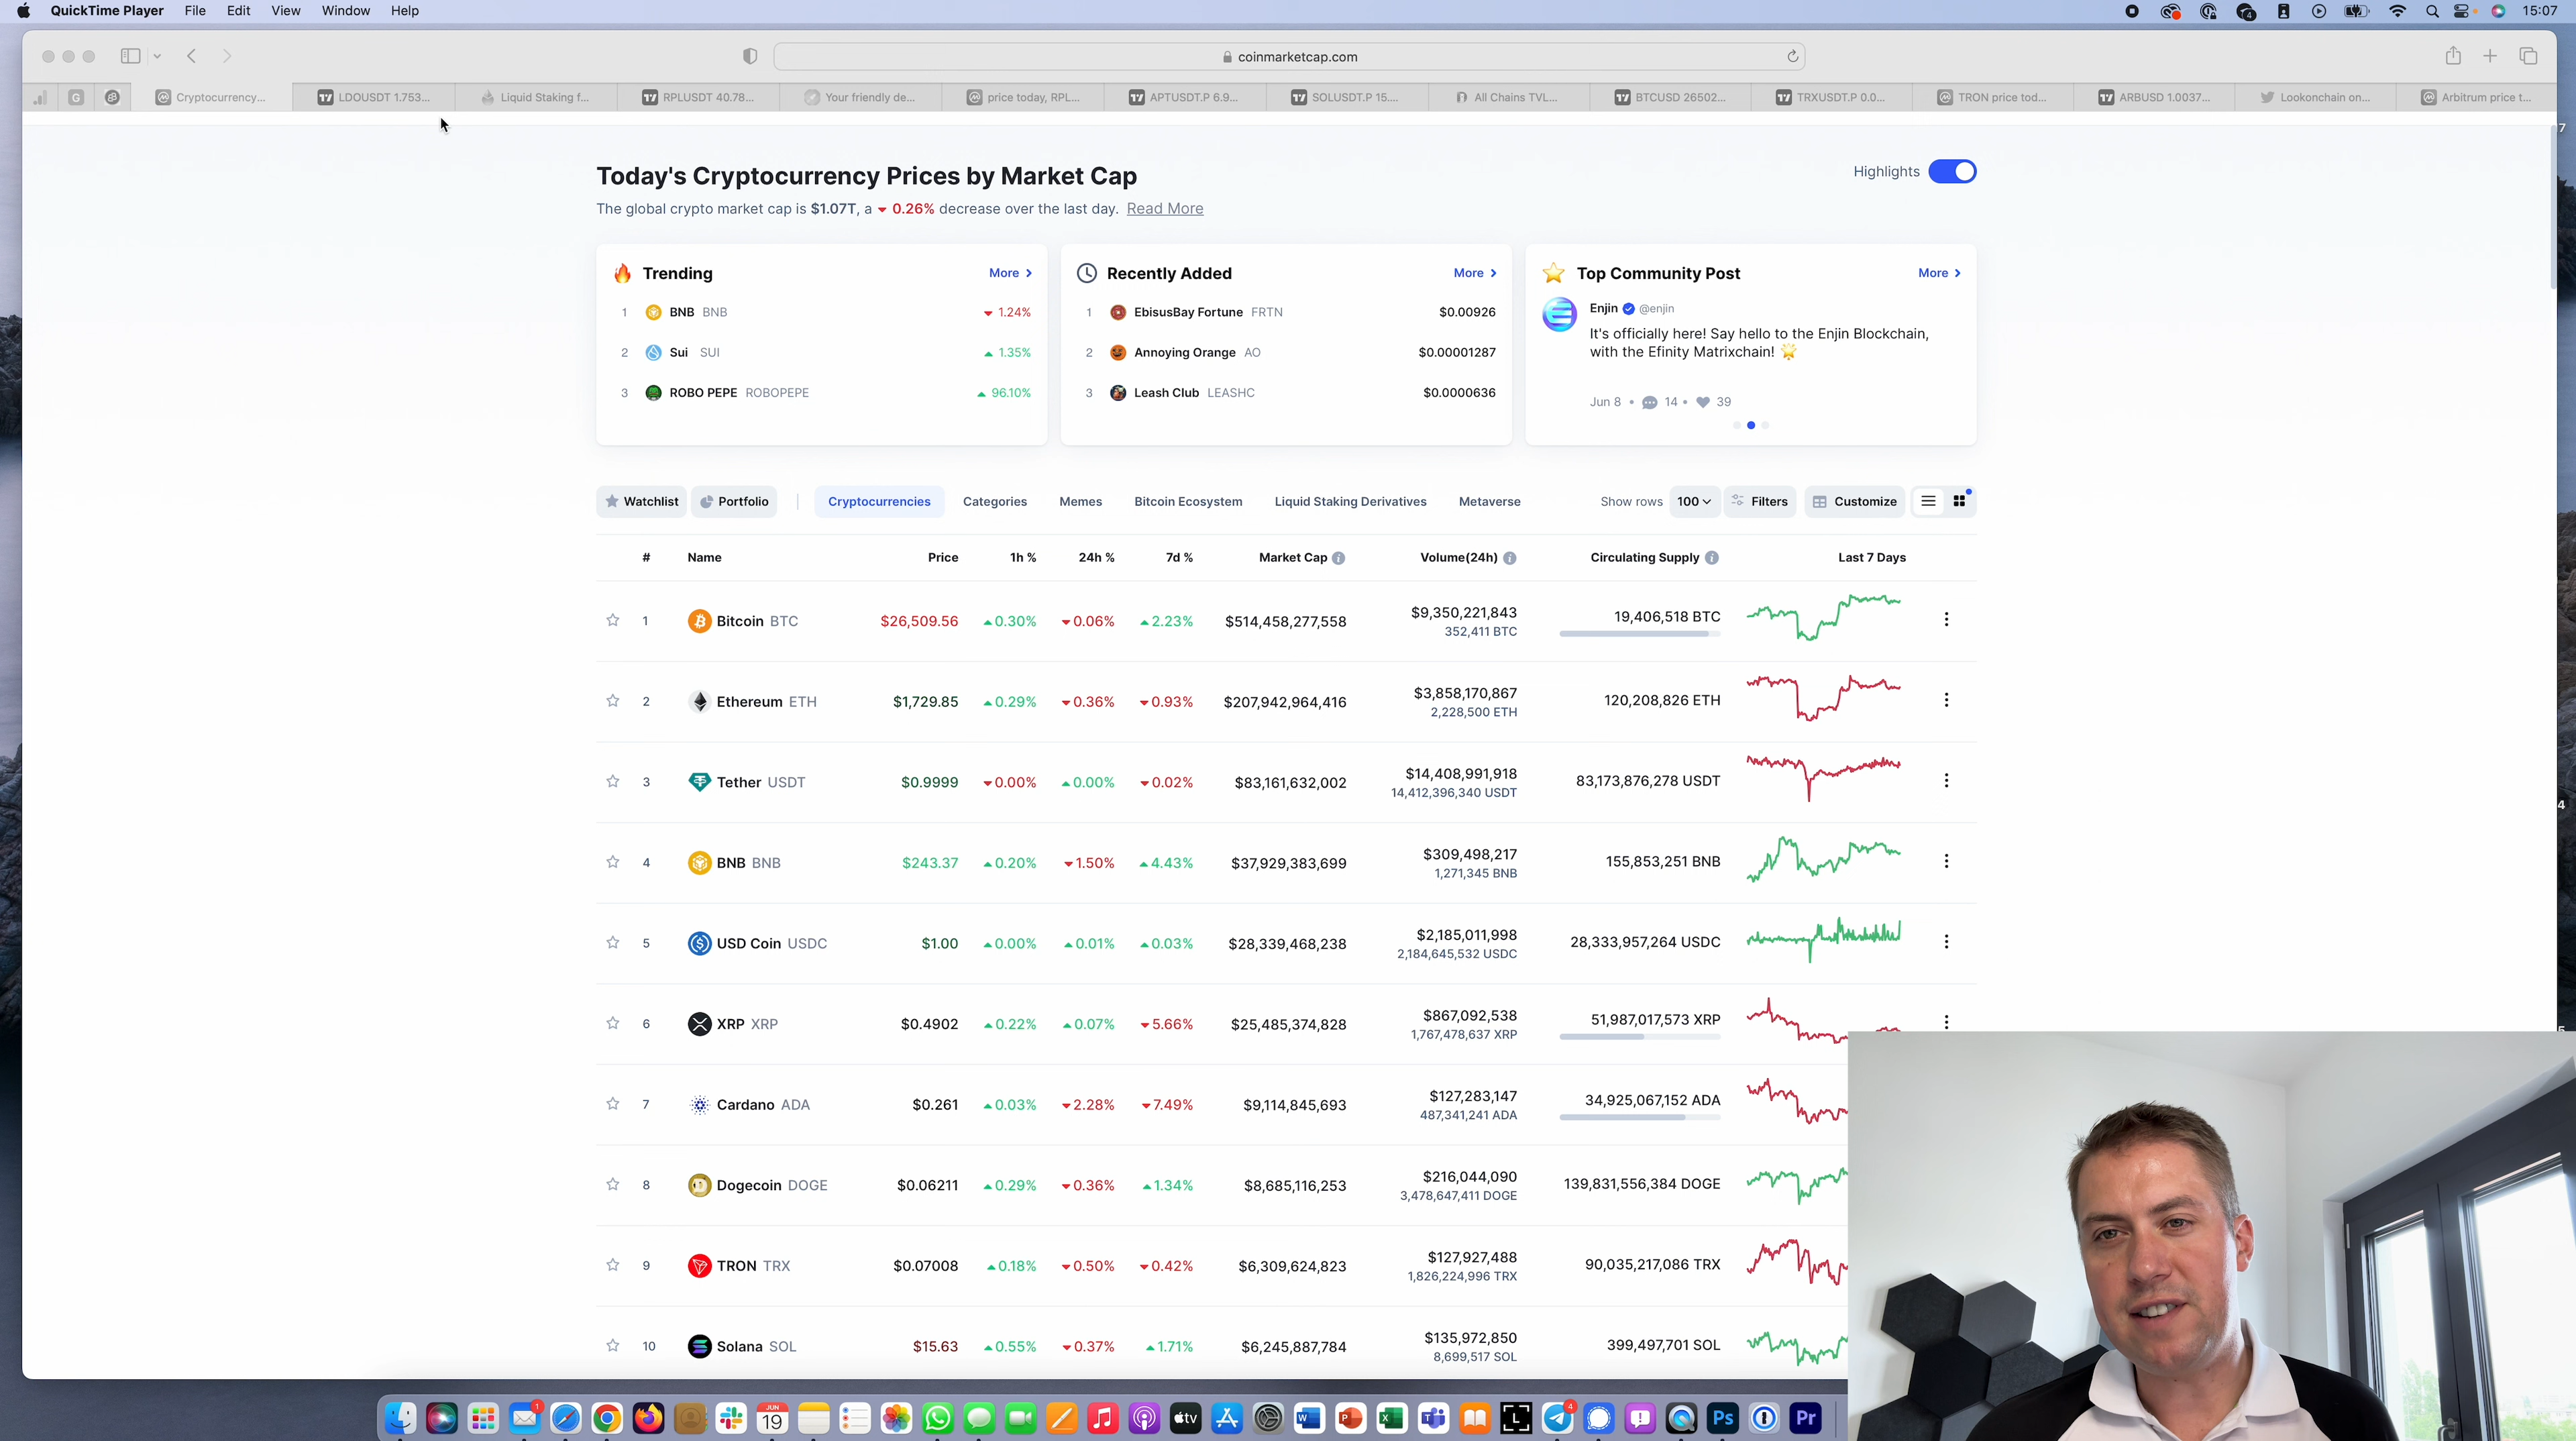 QuickTime Player File Edit View Window Help
4
15:07
coinmarketcap.com
G
Cryptocurrency...
LDOUSDT 1.753...
Liquid Staking f...
RPLUSDT 40.78...
Your friendly de...
price today, RPL...
APTUSDT.P 6.9...
SOLUSDT.P 15....
All Chains TVL...
BTCUSD 26502...
TRXUSDT.P 0.0...
TRON price tod...
ARBUSD 1.0037...
Lookonchain on...
Arbitrum price t...
7
Today's Cryptocurrency Prices by Market Cap
Highlights
The global crypto market cap is $1.07T, a 0.26% decrease over the last day. Read More
Trending More
1 BNB BNB 1.24%
2 Sui SUI 1.35%
3 ROBO PEPE ROBOPEPE 96.10%
Recently Added More
1 EbisusBay Fortune FRTN $0.00926
2 Annoying Orange AO $0.00001287
3 Leash Club LEASHC $0.0000636
Top Community Post More
Enjin @enjin
It's officially here! Say hello to the Enjin Blockchain,
with the Efinity Matrixchain!
Jun 8 • 14 • 39
Watchlist Portfolio Cryptocurrencies Categories Memes Bitcoin Ecosystem Liquid Staking Derivatives Metaverse Show rows 100 Filters Customize
# Name Price 1h % 24h % 7d % Market Cap Volume(24h) Circulating Supply Last 7 Days
1 Bitcoin BTC $26,509.56 0.30% 0.06% 2.23% $514,458,277,558 $9,350,221,843 19,406,518 BTC
352,411 BTC
2 Ethereum ETH $1,729.85 0.29% 0.36% 0.93% $207,942,964,416 $3,858,170,867 120,208,826 ETH
2,228,500 ETH
3 Tether USDT $0.9999 0.00% 0.00% 0.02% $83,161,632,002 $14,408,991,918 83,173,876,278 USDT
14,412,396,340 USDT
4
4 BNB BNB $243.37 0.20% 1.50% 4.43% $37,929,383,699 $309,498,217 155,853,251 BNB
1,271,345 BNB
5 USD Coin USDC $1.00 0.00% 0.01% 0.03% $28,339,468,238 $2,185,011,998 28,333,957,264 USDC
2,184,645,532 USDC
6 XRP XRP $0.4902 0.22% 0.07% 5.66% $25,485,374,828 $867,092,538 51,987,017,573 XRP
1,767,478,637 XRP
7 Cardano ADA $0.261 0.03% 2.28% 7.49% $9,114,845,693 $127,283,147 34,925,067,152 ADA
487,341,241 ADA
8 Dogecoin DOGE $0.06211 0.29% 0.36% 1.34% $8,685,116,253 $216,044,090 139,831,556,384 DOGE
3,478,647,411 DOGE
9 TRON TRX $0.07008 0.18% 0.50% 0.42% $6,309,624,823 $127,927,488 90,035,217,086 TRX
1,826,224,996 TRX
10 Solana SOL $15.63 0.55% 0.37% 1.71% $6,245,887,784 $135,972,850 399,497,701 SOL
8,699,517 SOL
1
JUN
19
tv
W
P
X
T
L
4
Ps
Pr